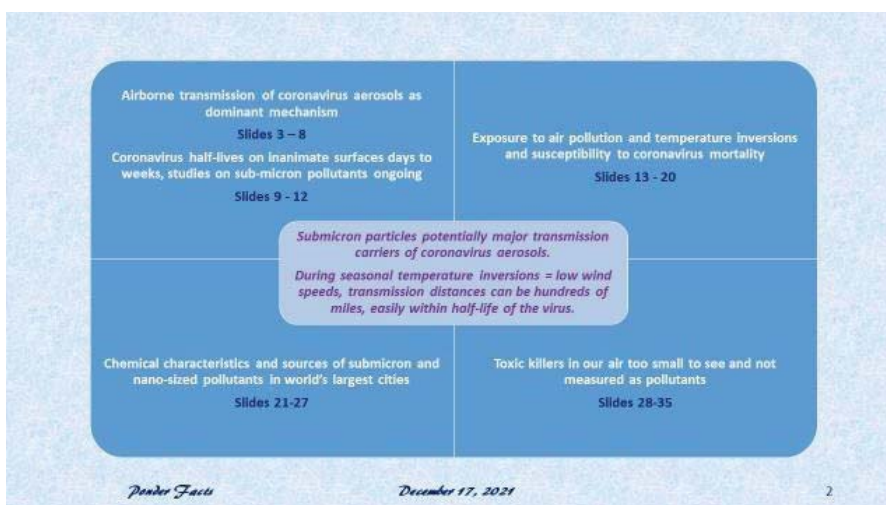 Airborne transmission of coronavirus aerosols as
dominant mechanism
Slides 3 – 8
Coronavirus half-lives on inanimate surfaces days to
weeks, studies on sub-micron pollutants ongoing
Slides 9 - 12
Exposure to air pollution and temperature inversions
and susceptibility to coronavirus mortality
Slides 13 - 20
Submicron particles potentially major transmission
carriers of coronavirus aerosols.
During seasonal temperature inversions = low wind
speeds, transmission distances can be hundreds of
miles, easily within half-life of the virus.
Chemical characteristics and sources of submicron and
nano-sized pollutants in world's largest cities
Slides 21-27
Toxic killers in our air too small to see and not
measured as pollutants
Slides 28-35
Ponder Facts
December 17, 2021
2